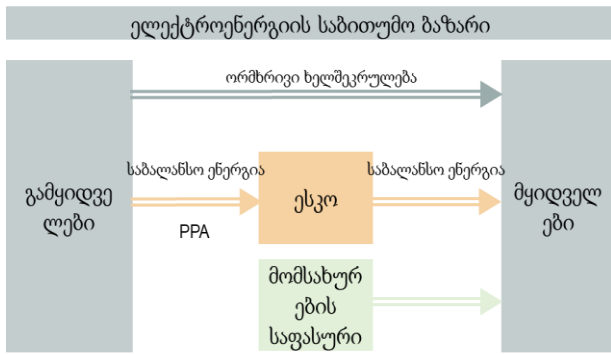 ელექტროენერგიის საბითუმო ბაზარი
ორმხრივი ხელშეკრულება
საბალანსო ენერგია
საბალანსო ენერგია
გამყიდვე
ლები
ესკო
მყიდველ
ები
PPA
მომსახურ
ების
საფასური